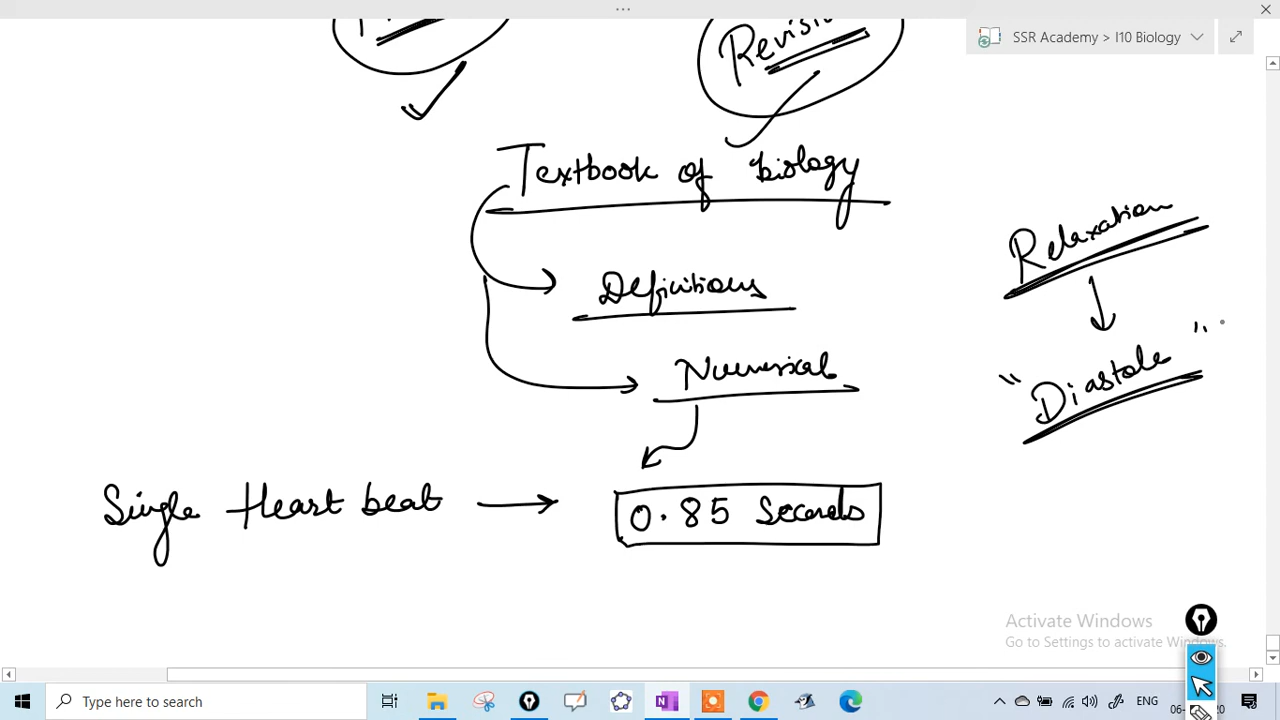 SSR Academy > I10 Biology
Revision
Textbook of biology
Relaxation
Definitions
"Diastole"
Numerical
Single Heart beat → 0.85 Seconds
Activate Windows
Go to Settings to activate Windows.
Type here to search
ENG